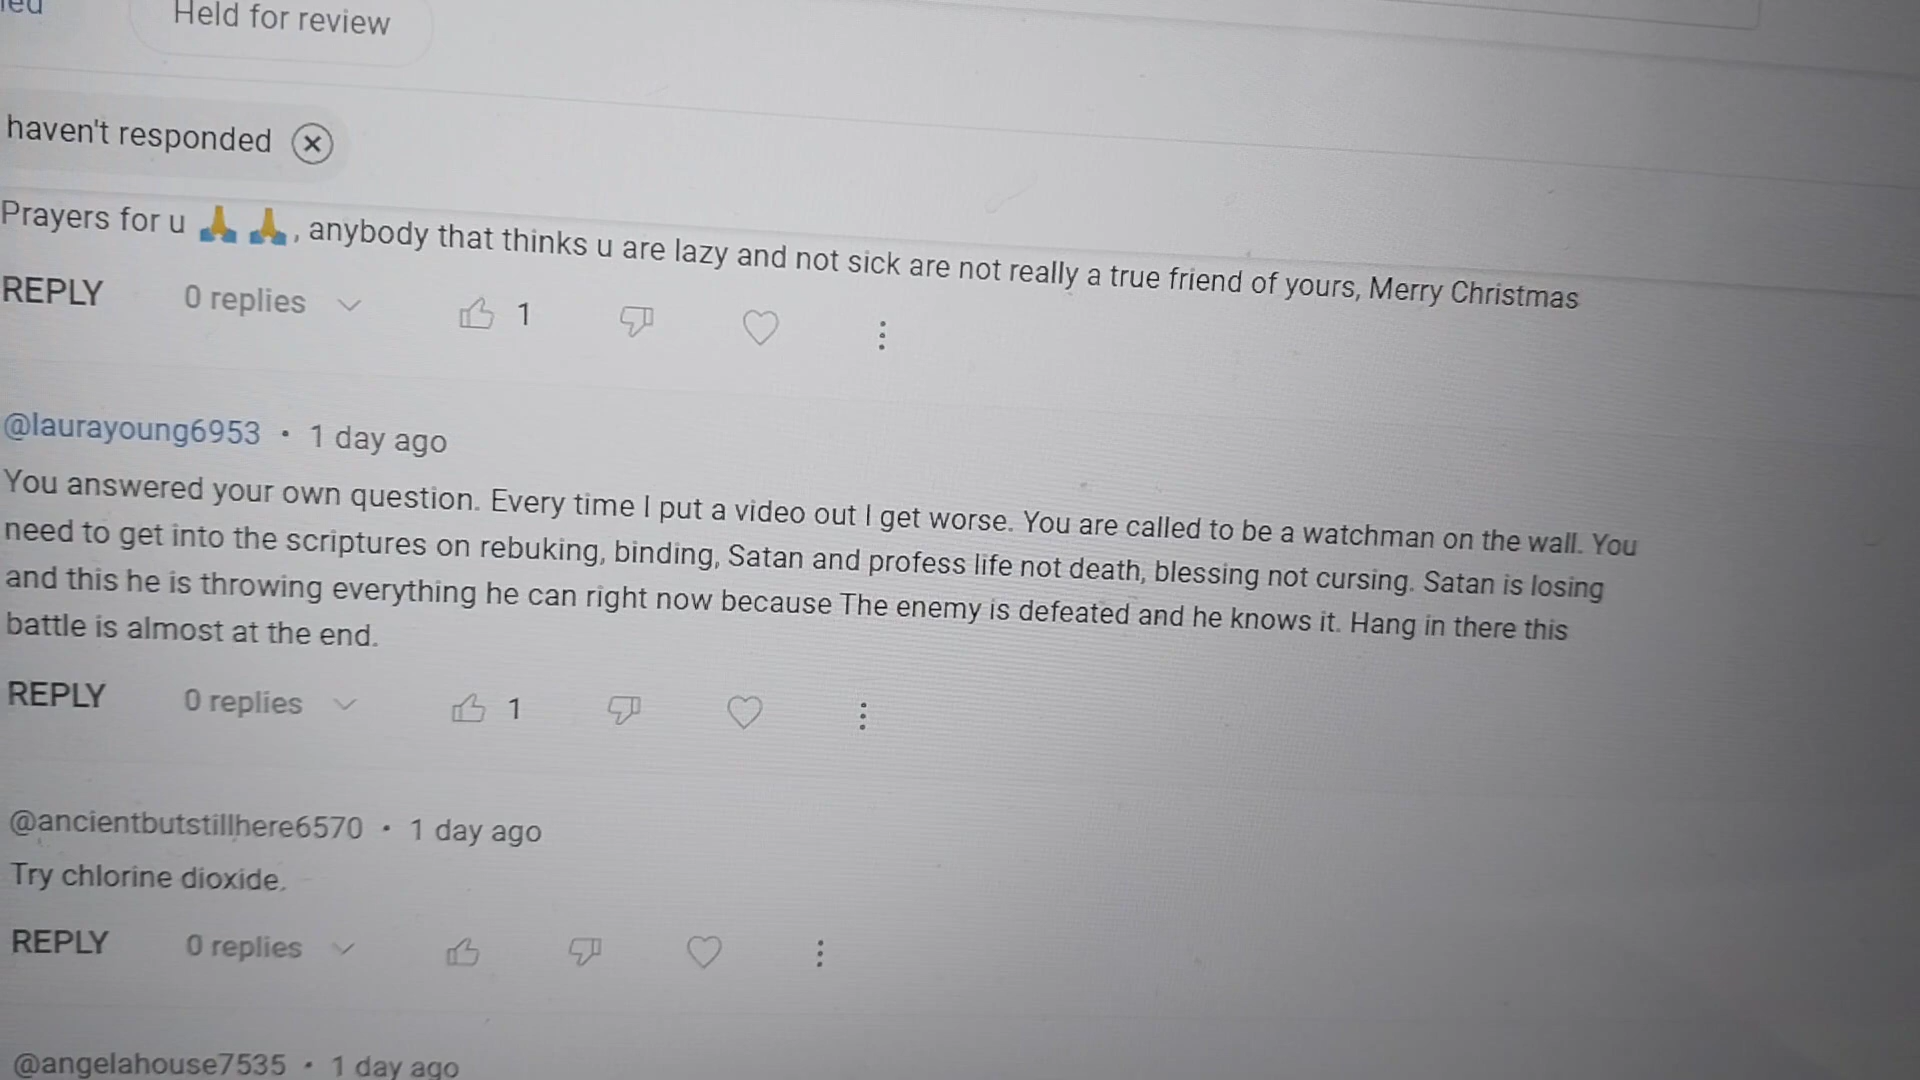 Held for review
haven't responded
Prayers for u 🙏 🙏, anybody that thinks u are lazy and not sick are not really a true friend of yours, Merry Christmas
REPLY 0 replies 1
@laurayoung6953 • 1 day ago
You answered your own question. Every time I put a video out I get worse. You are called to be a watchman on the wall. You
need to get into the scriptures on rebuking, binding, Satan and profess life not death, blessing not cursing. Satan is losing
and this he is throwing everything he can right now because The enemy is defeated and he knows it. Hang in there this
battle is almost at the end.
REPLY 0 replies 1
@ancientbutstillhere6570 • 1 day ago
Try chlorine dioxide.
REPLY 0 replies
@angelahouse7535 • 1 day ago